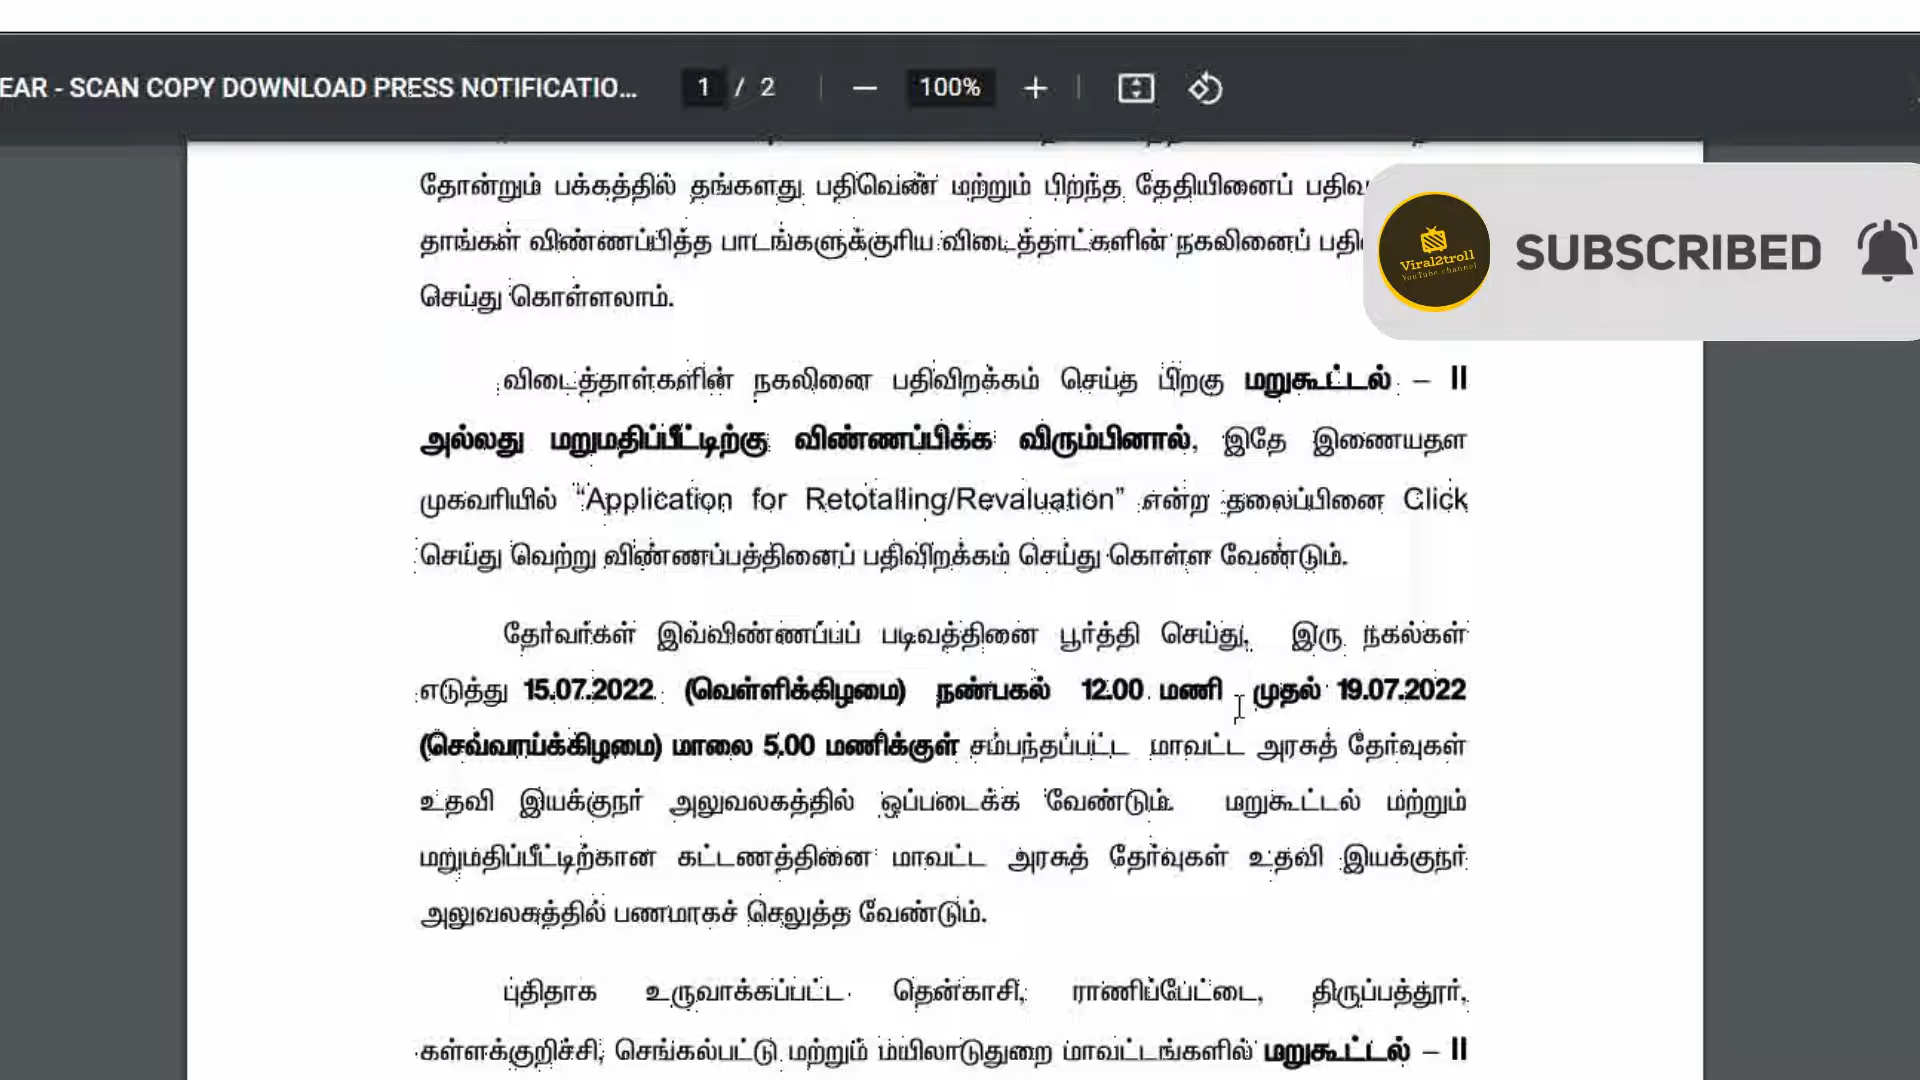 EAR - SCAN COPY DOWNLOAD PRESS NOTIFICATIO...
1 / 2
100%
தோன்றும் பக்கத்தில் தங்களது பதிவெண் மற்றும் பிறந்த தேதியினைப்
தாங்கள் விண்ணப்பித்த பாடங்களுக்குரிய விடைத்தாட்களின் நகலினைப்
செய்து கொள்ளலாம்.
SUBSCRIBED
Viral2troll
YouTube channel
விடைத்தாள்களின் நகலினை பதிவிறக்கம் செய்த பிறகு மறுகூட்டல் – II
அல்லது மறுமதிப்பீட்டிற்கு விண்ணப்பிக்க விரும்பினால், இதே இணையதள
முகவரியில் “Application for Retotalling/Revaluation” என்ற தலைப்பினை Click
செய்து வெற்று விண்ணப்பத்தினைப் பதிவிறக்கம் செய்து கொள்ள வேண்டும்.
தேர்வர்கள் இவ்விண்ணப்பப் படிவத்தினை பூர்த்தி செய்து, இரு நகல்கள்
எடுத்து 15.07.2022 (வெள்ளிக்கிழமை) நண்பகல் 12.00 மணி முதல் 19.07.2022
(செவ்வாய்க்கிழமை) மாலை 5.00 மணிக்குள் சம்பந்தப்பட்ட மாவட்ட அரசுத் தேர்வுகள்
உதவி இயக்குநர் அலுவலகத்தில் ஒப்படைக்க வேண்டும். மறுகூட்டல் மற்றும்
மறுமதிப்பீட்டிற்கான கட்டணத்தினை மாவட்ட அரசுத் தேர்வுகள் உதவி இயக்குநர்
அலுவலகத்தில் பணமாகச் செலுத்த வேண்டும்.
புதிதாக உருவாக்கப்பட்ட தென்காசி, ராணிப்பேட்டை, திருப்பத்தூர்,
கள்ளக்குறிச்சி, செங்கல்பட்டு மற்றும் மயிலாடுதுறை மாவட்டங்களில் மறுகூட்டல் – II